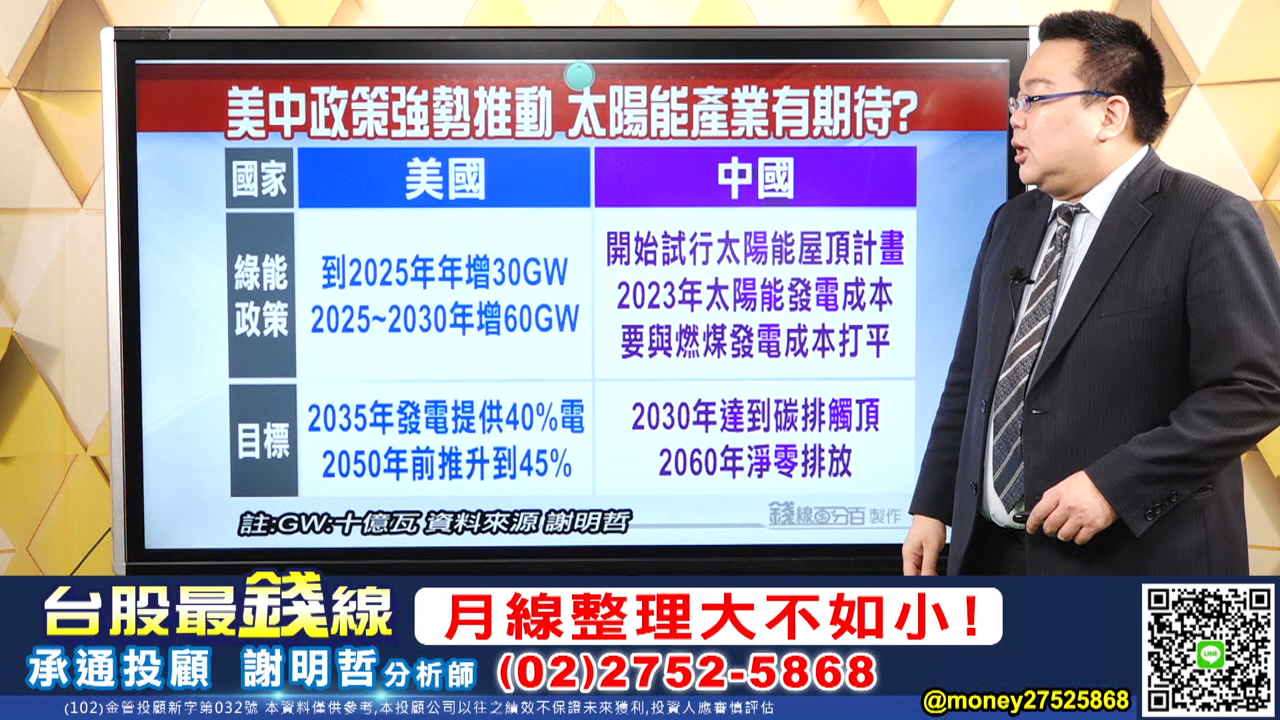 美中政策強勢推動 太陽能產業有期待?
國家
美國
中國
綠能
政策
到2025年年增30GW
2025~2030年增60GW
開始試行太陽能屋頂計畫
2023年太陽能發電成本
要與燃煤發電成本打平
目標
2035年發電提供40%電
2050年前推升到45%
2030年達到碳排觸頂
2060年淨零排放
註:GW:十億瓦 資料來源 謝明哲
錢線百分百 製作
台股最錢線
月線整理大不如小!
承通投顧 謝明哲分析師 (02)2752-5868
LINE
(102)金管投顧新字第032號 本資料僅供參考,本投顧公司以往之績效不保證未來獲利,投資人應審慎評估
@money27525868